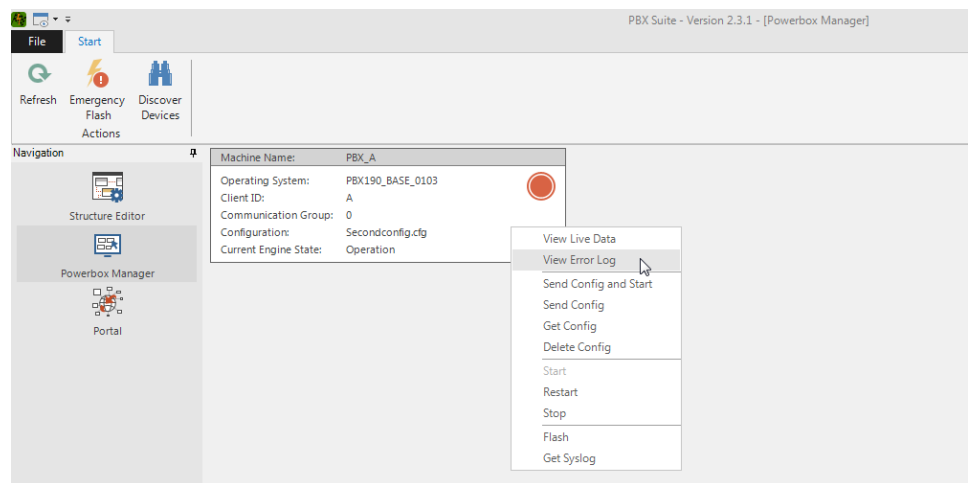 PBX Suite - Version 2.3.1 - [Powerbox Manager]
File Start
Refresh Emergency Flash Discover Devices
Actions
Navigation
Structure Editor
Powerbox Manager
Portal
Machine Name: PBX_A
Operating System: PBX190_BASE_0103
Client ID: A
Communication Group: 0
Configuration: Secondconfig.cfg
Current Engine State: Operation
View Live Data
View Error Log
Send Config and Start
Send Config
Get Config
Delete Config
Start
Restart
Stop
Flash
Get Syslog